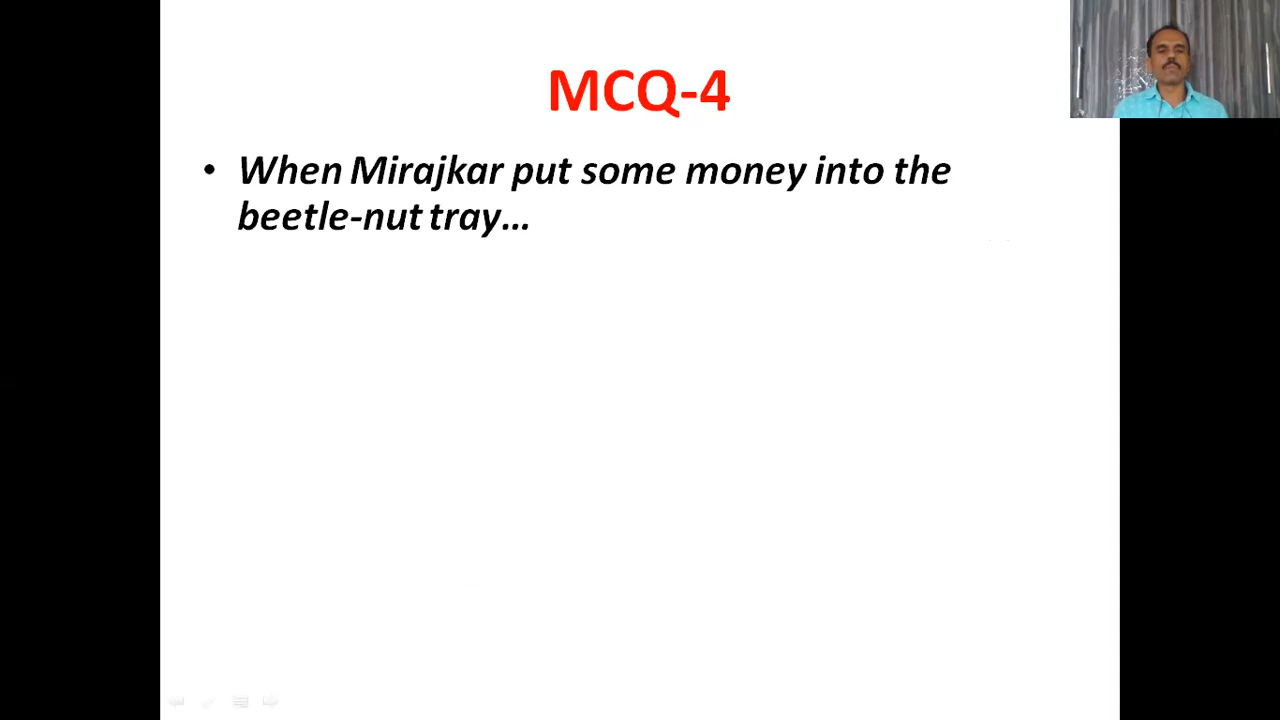 MCQ-4
• When Mirajkar put some money into the
beetle-nut tray...